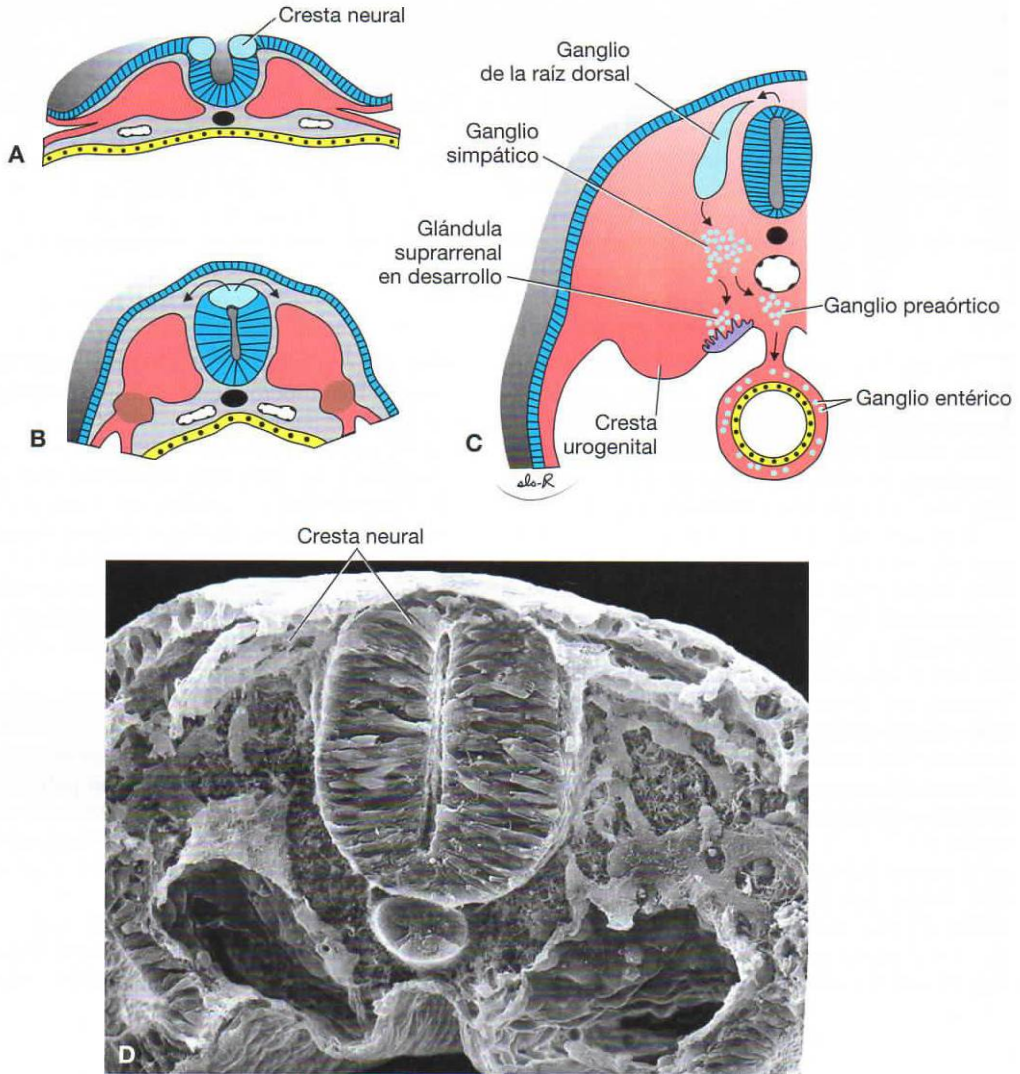 Cresta neural
A
B
Ganglio
de la raíz dorsal
Ganglio
simpático
Glándula
suprarrenal
en desarrollo
Ganglio preaórtico
Ganglio entérico
Cresta
urogenital
C
sls-R
Cresta neural
D